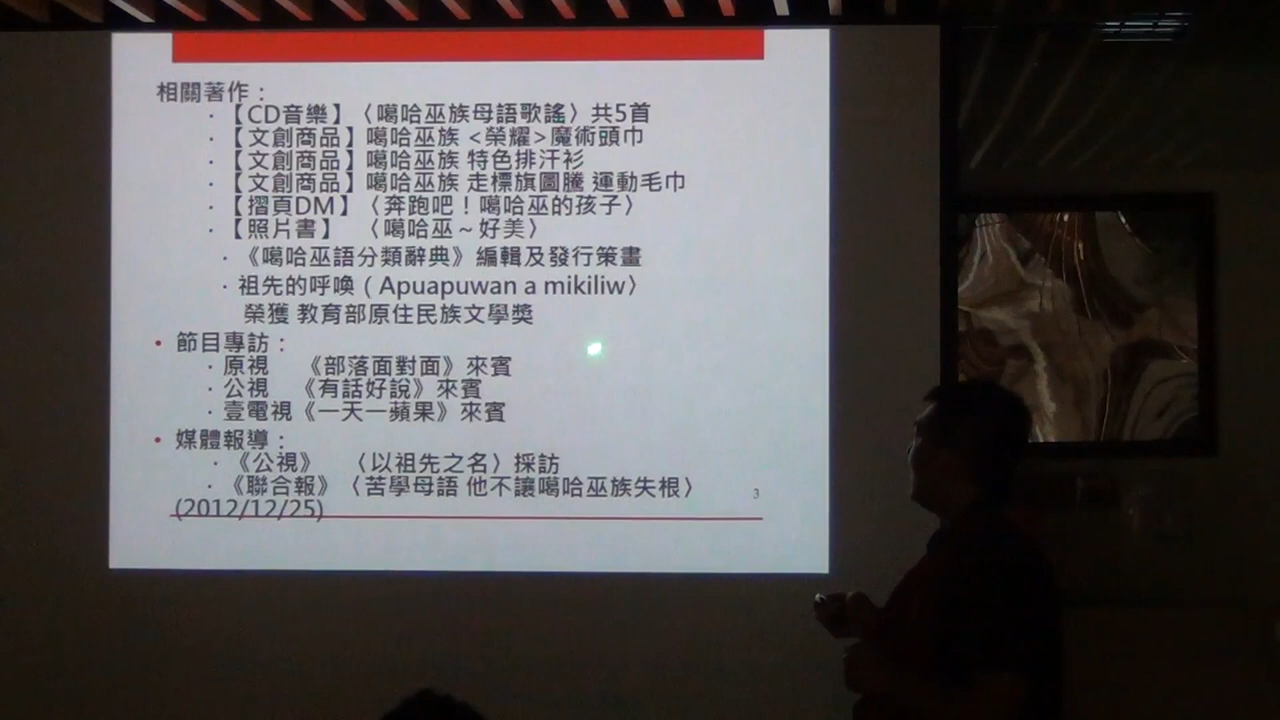 相關著作：
．【CD音樂】〈噶哈巫族母語歌謠〉共5首
．【文創商品】噶哈巫族 <榮耀>魔術頭巾
．【文創商品】噶哈巫族 特色排汗衫
．【文創商品】噶哈巫族 走標旗圖騰 運動毛巾
．【摺頁DM】〈奔跑吧！噶哈巫的孩子〉
．【照片書】 〈噶哈巫～好美〉
．《噶哈巫語分類辭典》編輯及發行策畫
．祖先的呼喚（Apuapuwan a mikiliw〉
榮獲 教育部原住民族文學獎
• 節目專訪：
．原視 《部落面對面》來賓
．公視 《有話好說》來賓
．壹電視《一天一蘋果》來賓
• 媒體報導：
．《公視》 〈以祖先之名〉採訪
．《聯合報》〈苦學母語 他不讓噶哈巫族失根〉
(2012/12/25)
3